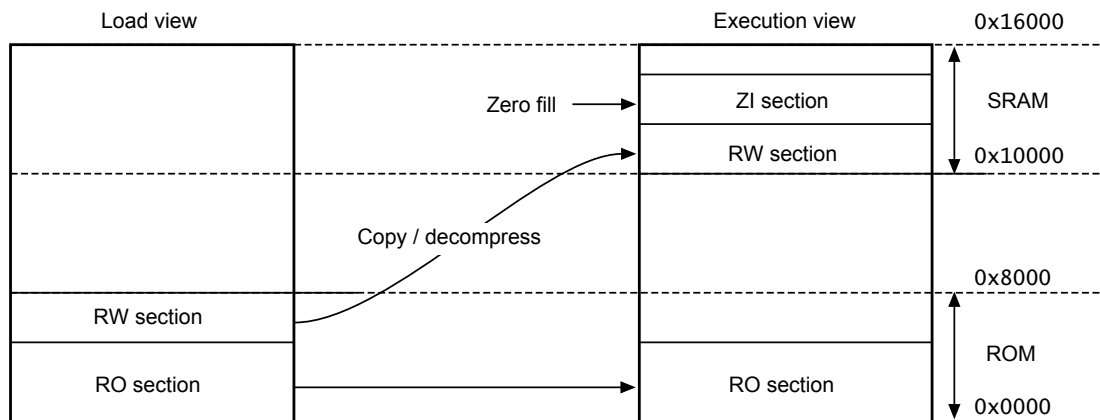 Load view
Execution view
0x16000
Zero fill
ZI section
SRAM
RW section
0x10000
Copy / decompress
0x8000
RW section
ROM
RO section
RO section
0x0000